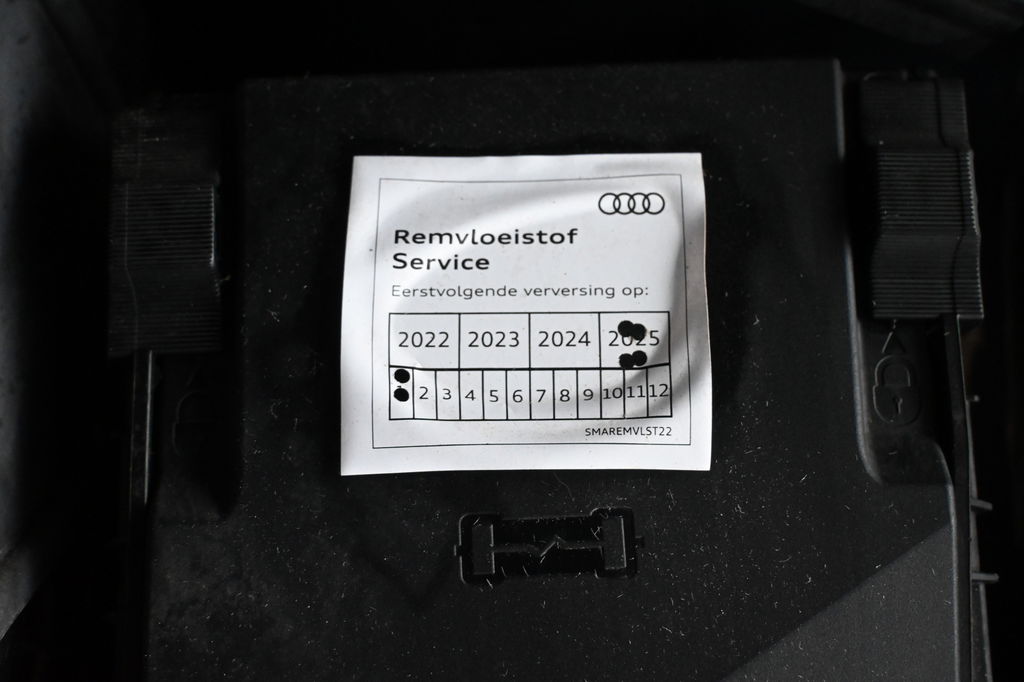 Remvloeistof
Service
Eerstvolgende verversing op:
2022 2023 2024 2025
2 3 4 5 6 7 8 9 10 11 12
SMAREMVLST22